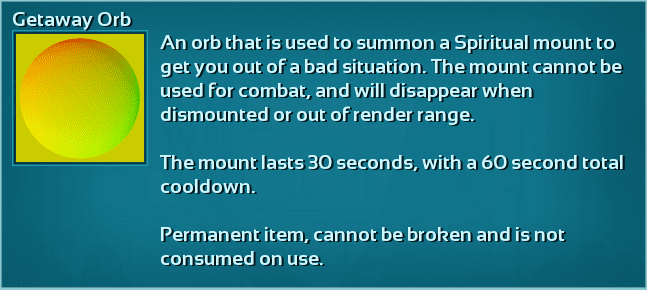 Getaway Orb
An orb that is used to summon a Spiritual mount to
get you out of a bad situation. The mount cannot be
used for combat, and will disappear when
dismounted or out of render range.
The mount lasts 30 seconds, with a 60 second total
cooldown.
Permanent item, cannot be broken and is not
consumed on use.